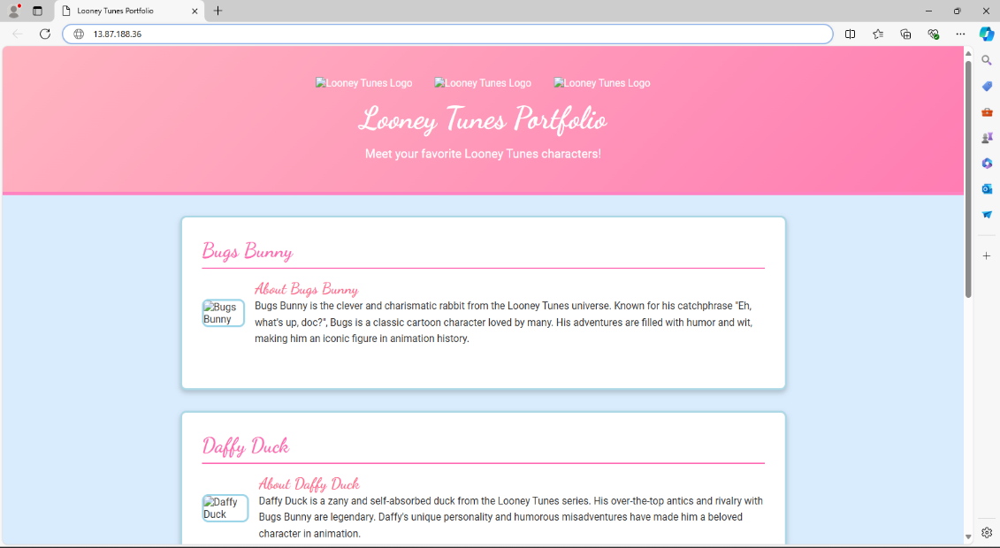 Looney Tunes Portfolio
13.87.188.36
Looney Tunes Logo Looney Tunes Logo Looney Tunes Logo
Looney Tunes Portfolio
Meet your favorite Looney Tunes characters!
Bugs Bunny
About Bugs Bunny
Bugs
Bunny
Bugs Bunny is the clever and charismatic rabbit from the Looney Tunes universe. Known for his catchphrase "Eh,
what's up, doc?", Bugs is a classic cartoon character loved by many. His adventures are filled with humor and wit,
making him an iconic figure in animation history.
Daffy Duck
About Daffy Duck
Daffy
Duck
Daffy Duck is a zany and self-absorbed duck from the Looney Tunes series. His over-the-top antics and rivalry with
Bugs Bunny are legendary. Daffy's unique personality and humorous misadventures have made him a beloved
character in animation.